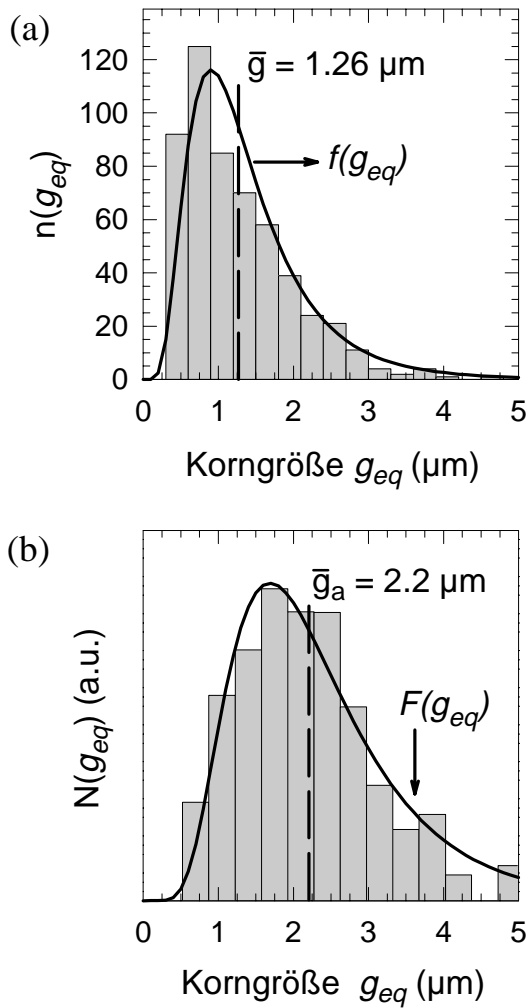 (a)
n(g_eq)
120
100
80
60
40
20
0
ḡ = 1.26 µm
f(g_eq)
0 1 2 3 4 5
Korngröße g_eq (µm)
(b)
N(g_eq) (a.u.)
ḡ_a = 2.2 µm
F(g_eq)
0 1 2 3 4 5
Korngröße g_eq (µm)